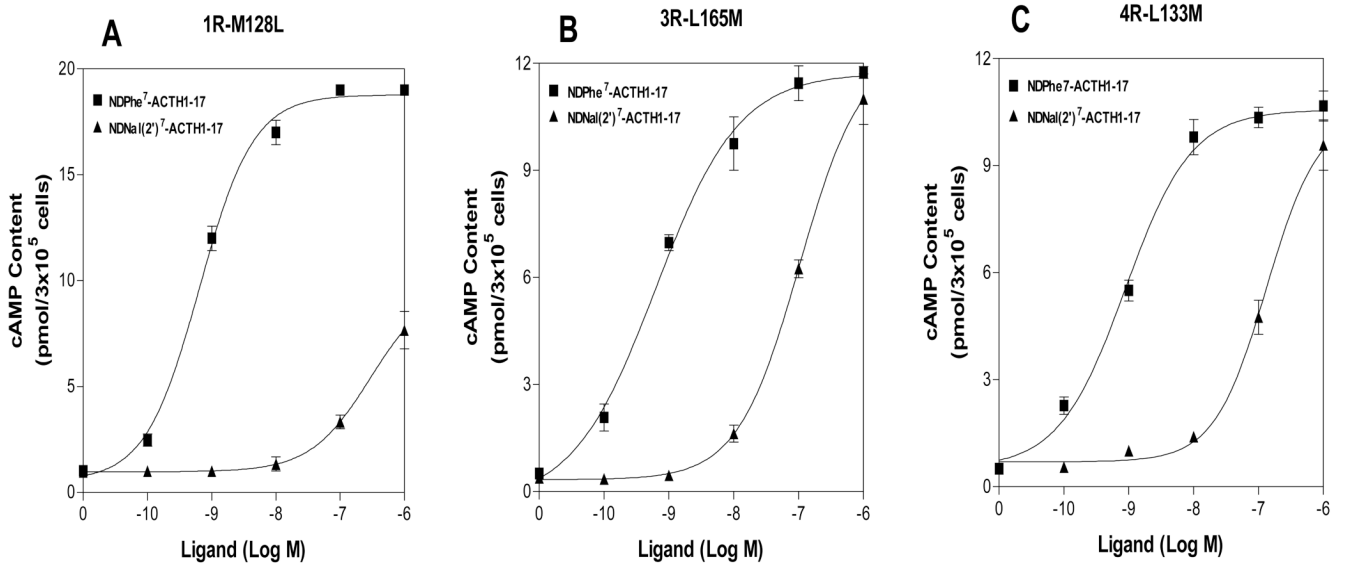 A
1R-M128L
20
15
10
5
0
NDPhe⁷-ACTH1-17
NDNal(2')⁷-ACTH1-17
cAMP Content
(pmol/3x10⁵ cells)
0 -10 -9 -8 -7 -6
Ligand (Log M)
B
3R-L165M
12
9
6
3
0
NDPhe⁷-ACTH1-17
NDNal(2')⁷-ACTH1-17
cAMP Content
(pmol/3x10⁵ cells)
0 -10 -9 -8 -7 -6
Ligand (Log M)
C
4R-L133M
12
9
6
3
0
NDPhe7-ACTH1-17
NDNal(2')⁷-ACTH1-17
cAMP Content
(pmol/3x10⁵ cells)
0 -10 -9 -8 -7 -6
Ligand (Log M)